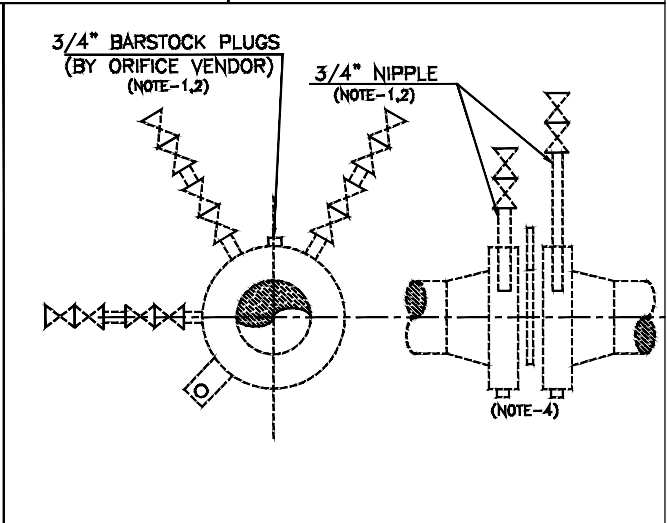 3/4" BARSTOCK PLUGS
(BY ORIFICE VENDOR)
(NOTE-1,2)
3/4" NIPPLE
(NOTE-1,2)
(NOTE-4)